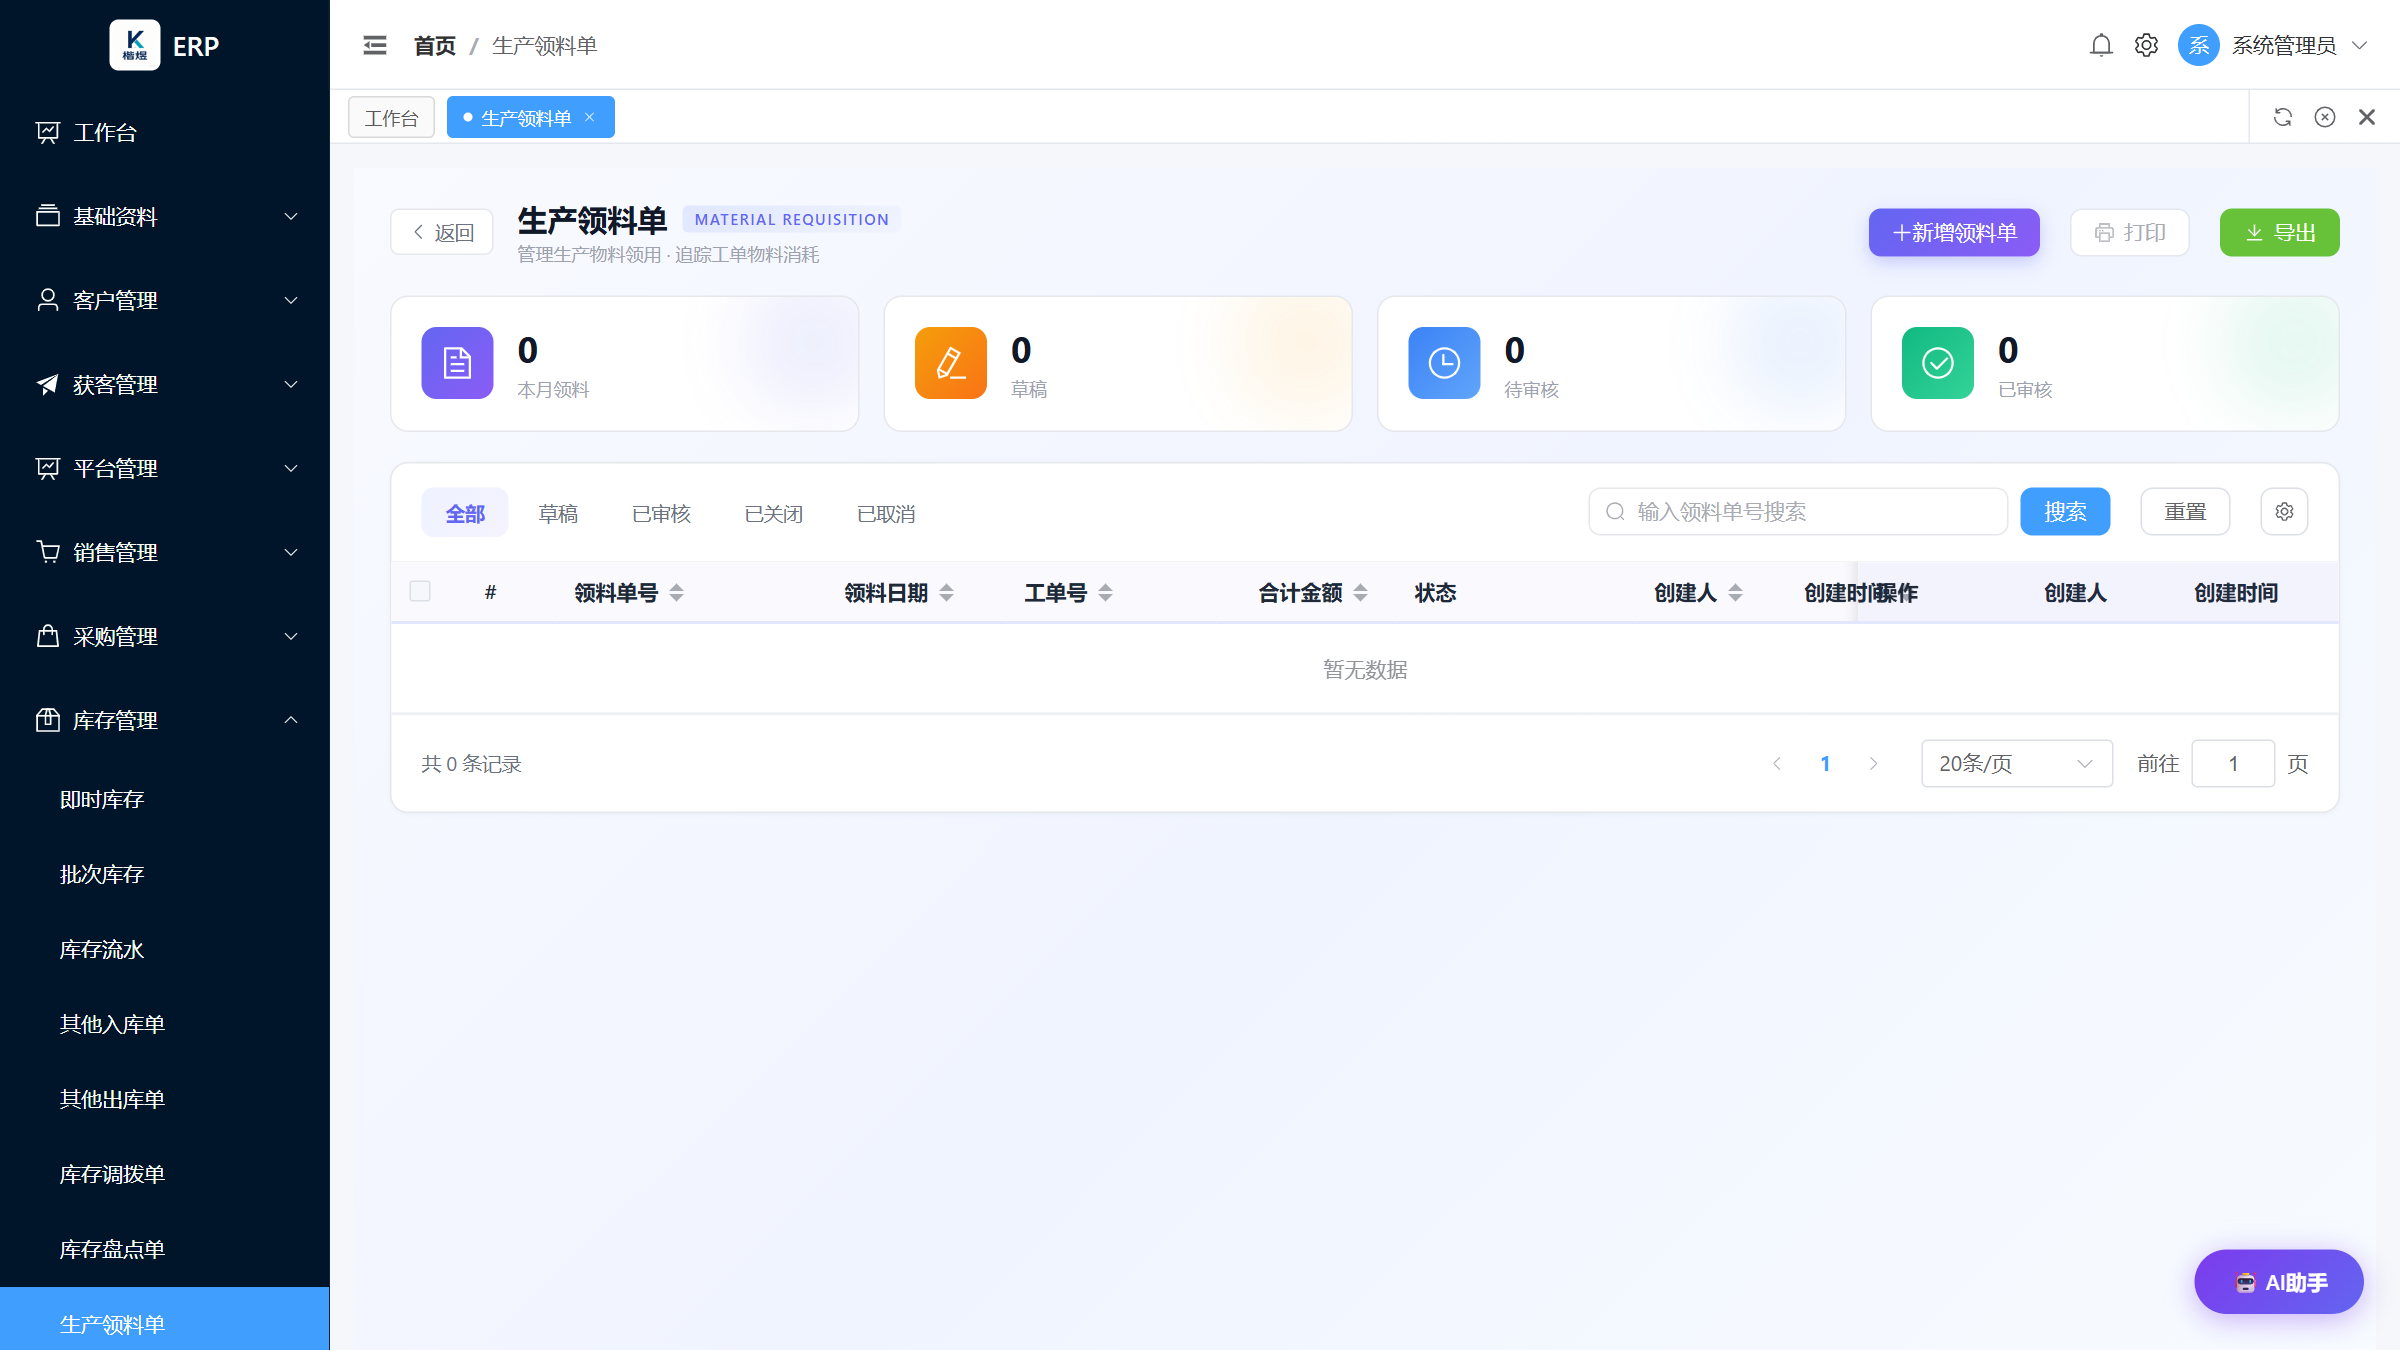 K
楷煜
ERP
工作台
基础资料
客户管理
获客管理
平台管理
销售管理
采购管理
库存管理
即时库存
批次库存
库存流水
其他入库单
其他出库单
库存调拨单
库存盘点单
生产领料单
首页 / 生产领料单
系 系统管理员
工作台
生产领料单
返回
生产领料单 MATERIAL REQUISITION
管理生产物料领用 · 追踪工单物料消耗
+新增领料单
打印
导出
0
本月领料
0
草稿
0
待审核
0
已审核
全部 草稿 已审核 已关闭 已取消
输入领料单号搜索
搜索
重置
# 领料单号 领料日期 工单号 合计金额 状态 创建人 创建时间 操作 创建人 创建时间
暂无数据
共 0 条记录
1
20条/页
前往 1 页
AI助手